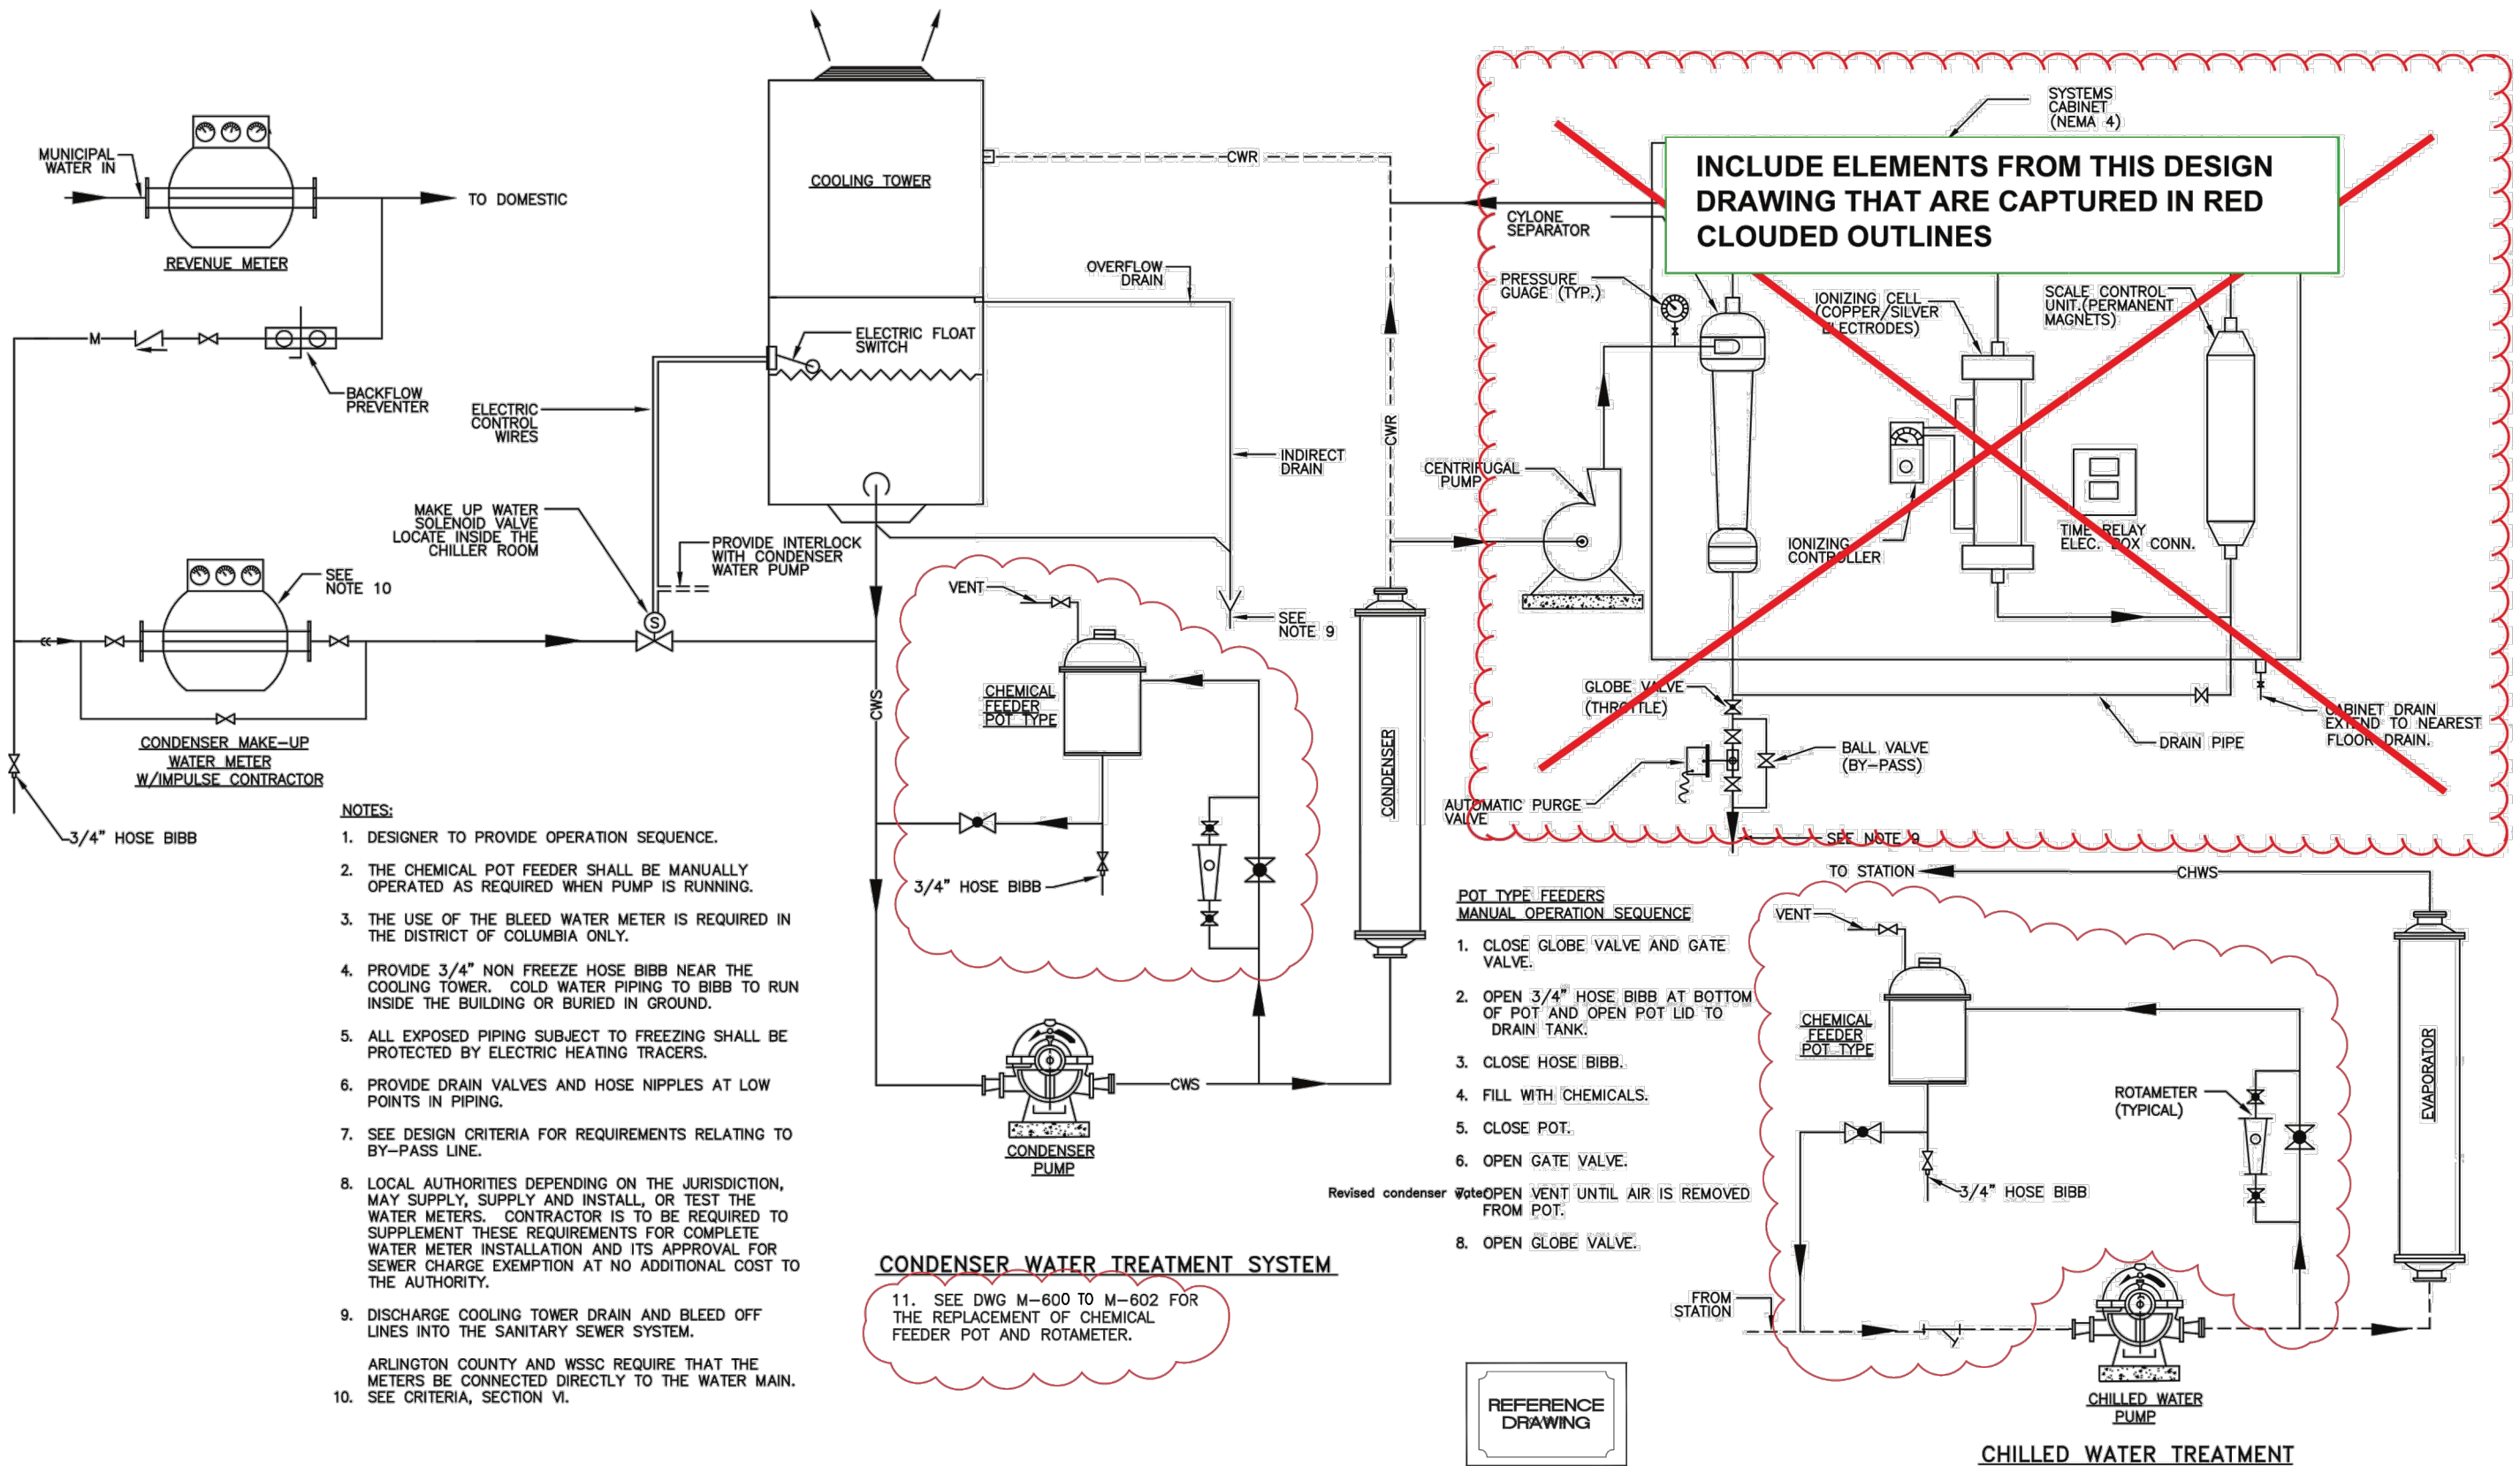 MUNICIPAL
WATER IN
TO DOMESTIC
REVENUE METER
M
BACKFLOW
PREVENTER
COOLING TOWER
ELECTRIC FLOAT
SWITCH
ELECTRIC
CONTROL
WIRES
OVERFLOW
DRAIN
INDIRECT
DRAIN
CWR
CWR
MAKE UP WATER
SOLENOID VALVE
LOCATE INSIDE THE
CHILLER ROOM
PROVIDE INTERLOCK
WITH CONDENSER
WATER PUMP
S
SEE
NOTE 10
SEE
NOTE 9
CONDENSER MAKE-UP
WATER METER
W/IMPULSE CONTRACTOR
3/4" HOSE BIBB
CWS
VENT
CHEMICAL
FEEDER
POT TYPE
3/4" HOSE BIBB
CONDENSER
CWS
CONDENSER
PUMP
SYSTEMS
CABINET
(NEMA 4)
INCLUDE ELEMENTS FROM THIS DESIGN
DRAWING THAT ARE CAPTURED IN RED
CLOUDED OUTLINES
CYLONE
SEPARATOR
PRESSURE
GUAGE (TYP.)
IONIZING CELL
(COPPER/SILVER
ELECTRODES)
SCALE CONTROL
UNIT.(PERMANENT
MAGNETS)
CENTRIFUGAL
PUMP
IONIZING
CONTROLLER
TIME RELAY
ELEC. BOX CONN.
GLOBE VALVE
(THROTTLE)
BALL VALVE
(BY-PASS)
AUTOMATIC PURGE
VALVE
DRAIN PIPE
CABINET DRAIN
EXTEND TO NEAREST
FLOOR DRAIN.
SEE NOTE 9
NOTES:
1. DESIGNER TO PROVIDE OPERATION SEQUENCE.
2. THE CHEMICAL POT FEEDER SHALL BE MANUALLY
OPERATED AS REQUIRED WHEN PUMP IS RUNNING.
3. THE USE OF THE BLEED WATER METER IS REQUIRED IN
THE DISTRICT OF COLUMBIA ONLY.
4. PROVIDE 3/4" NON FREEZE HOSE BIBB NEAR THE
COOLING TOWER. COLD WATER PIPING TO BIBB TO RUN
INSIDE THE BUILDING OR BURIED IN GROUND.
5. ALL EXPOSED PIPING SUBJECT TO FREEZING SHALL BE
PROTECTED BY ELECTRIC HEATING TRACERS.
6. PROVIDE DRAIN VALVES AND HOSE NIPPLES AT LOW
POINTS IN PIPING.
7. SEE DESIGN CRITERIA FOR REQUIREMENTS RELATING TO
BY-PASS LINE.
8. LOCAL AUTHORITIES DEPENDING ON THE JURISDICTION,
MAY SUPPLY, SUPPLY AND INSTALL, OR TEST THE
WATER METERS. CONTRACTOR IS TO BE REQUIRED TO
SUPPLEMENT THESE REQUIREMENTS FOR COMPLETE
WATER METER INSTALLATION AND ITS APPROVAL FOR
SEWER CHARGE EXEMPTION AT NO ADDITIONAL COST TO
THE AUTHORITY.
9. DISCHARGE COOLING TOWER DRAIN AND BLEED OFF
LINES INTO THE SANITARY SEWER SYSTEM.
ARLINGTON COUNTY AND WSSC REQUIRE THAT THE
METERS BE CONNECTED DIRECTLY TO THE WATER MAIN.
10. SEE CRITERIA, SECTION VI.
CONDENSER WATER TREATMENT SYSTEM
11. SEE DWG M-600 TO M-602 FOR
THE REPLACEMENT OF CHEMICAL
FEEDER POT AND ROTAMETER.
POT TYPE FEEDERS
MANUAL OPERATION SEQUENCE
1. CLOSE GLOBE VALVE AND GATE
VALVE.
2. OPEN 3/4" HOSE BIBB AT BOTTOM
OF POT AND OPEN POT LID TO
DRAIN TANK.
3. CLOSE HOSE BIBB.
4. FILL WITH CHEMICALS.
5. CLOSE POT.
6. OPEN GATE VALVE.
Revised condenser water
7. OPEN VENT UNTIL AIR IS REMOVED
FROM POT.
8. OPEN GLOBE VALVE.
TO STATION
CHWS
VENT
CHEMICAL
FEEDER
POT TYPE
ROTAMETER
(TYPICAL)
3/4" HOSE BIBB
EVAPORATOR
FROM
STATION
CHILLED WATER
PUMP
CHILLED WATER TREATMENT
REFERENCE
DRAWING